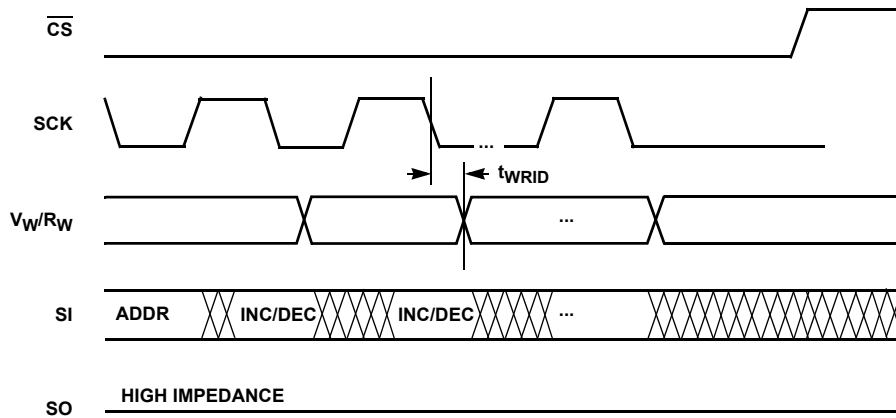 CS
SCK
...
tWRID
VW/RW
...
SI
ADDR
INC/DEC
INC/DEC
...
SO
HIGH IMPEDANCE